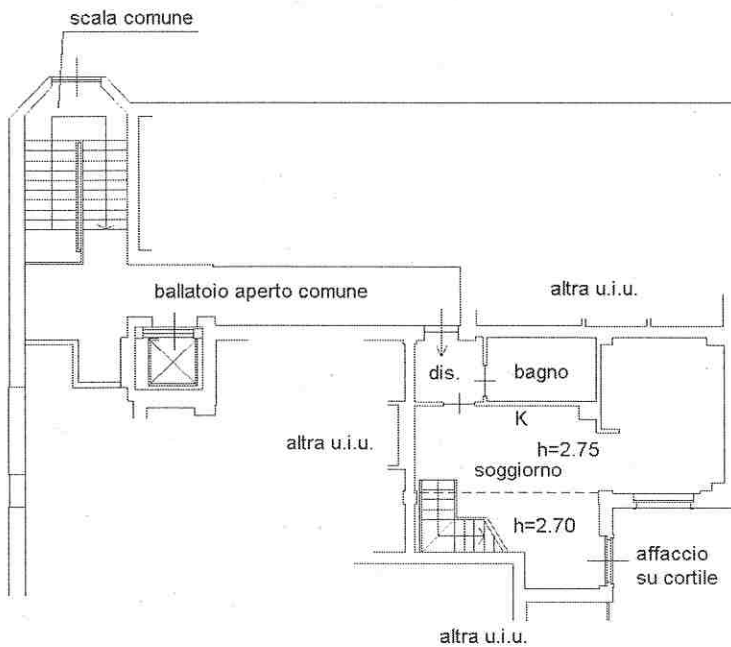 scala comune
ballatoio aperto comune
altra u.i.u.
dis.
bagno
K
altra u.i.u.
h=2.75
soggiorno
h=2.70
affaccio
su cortile
altra u.i.u.